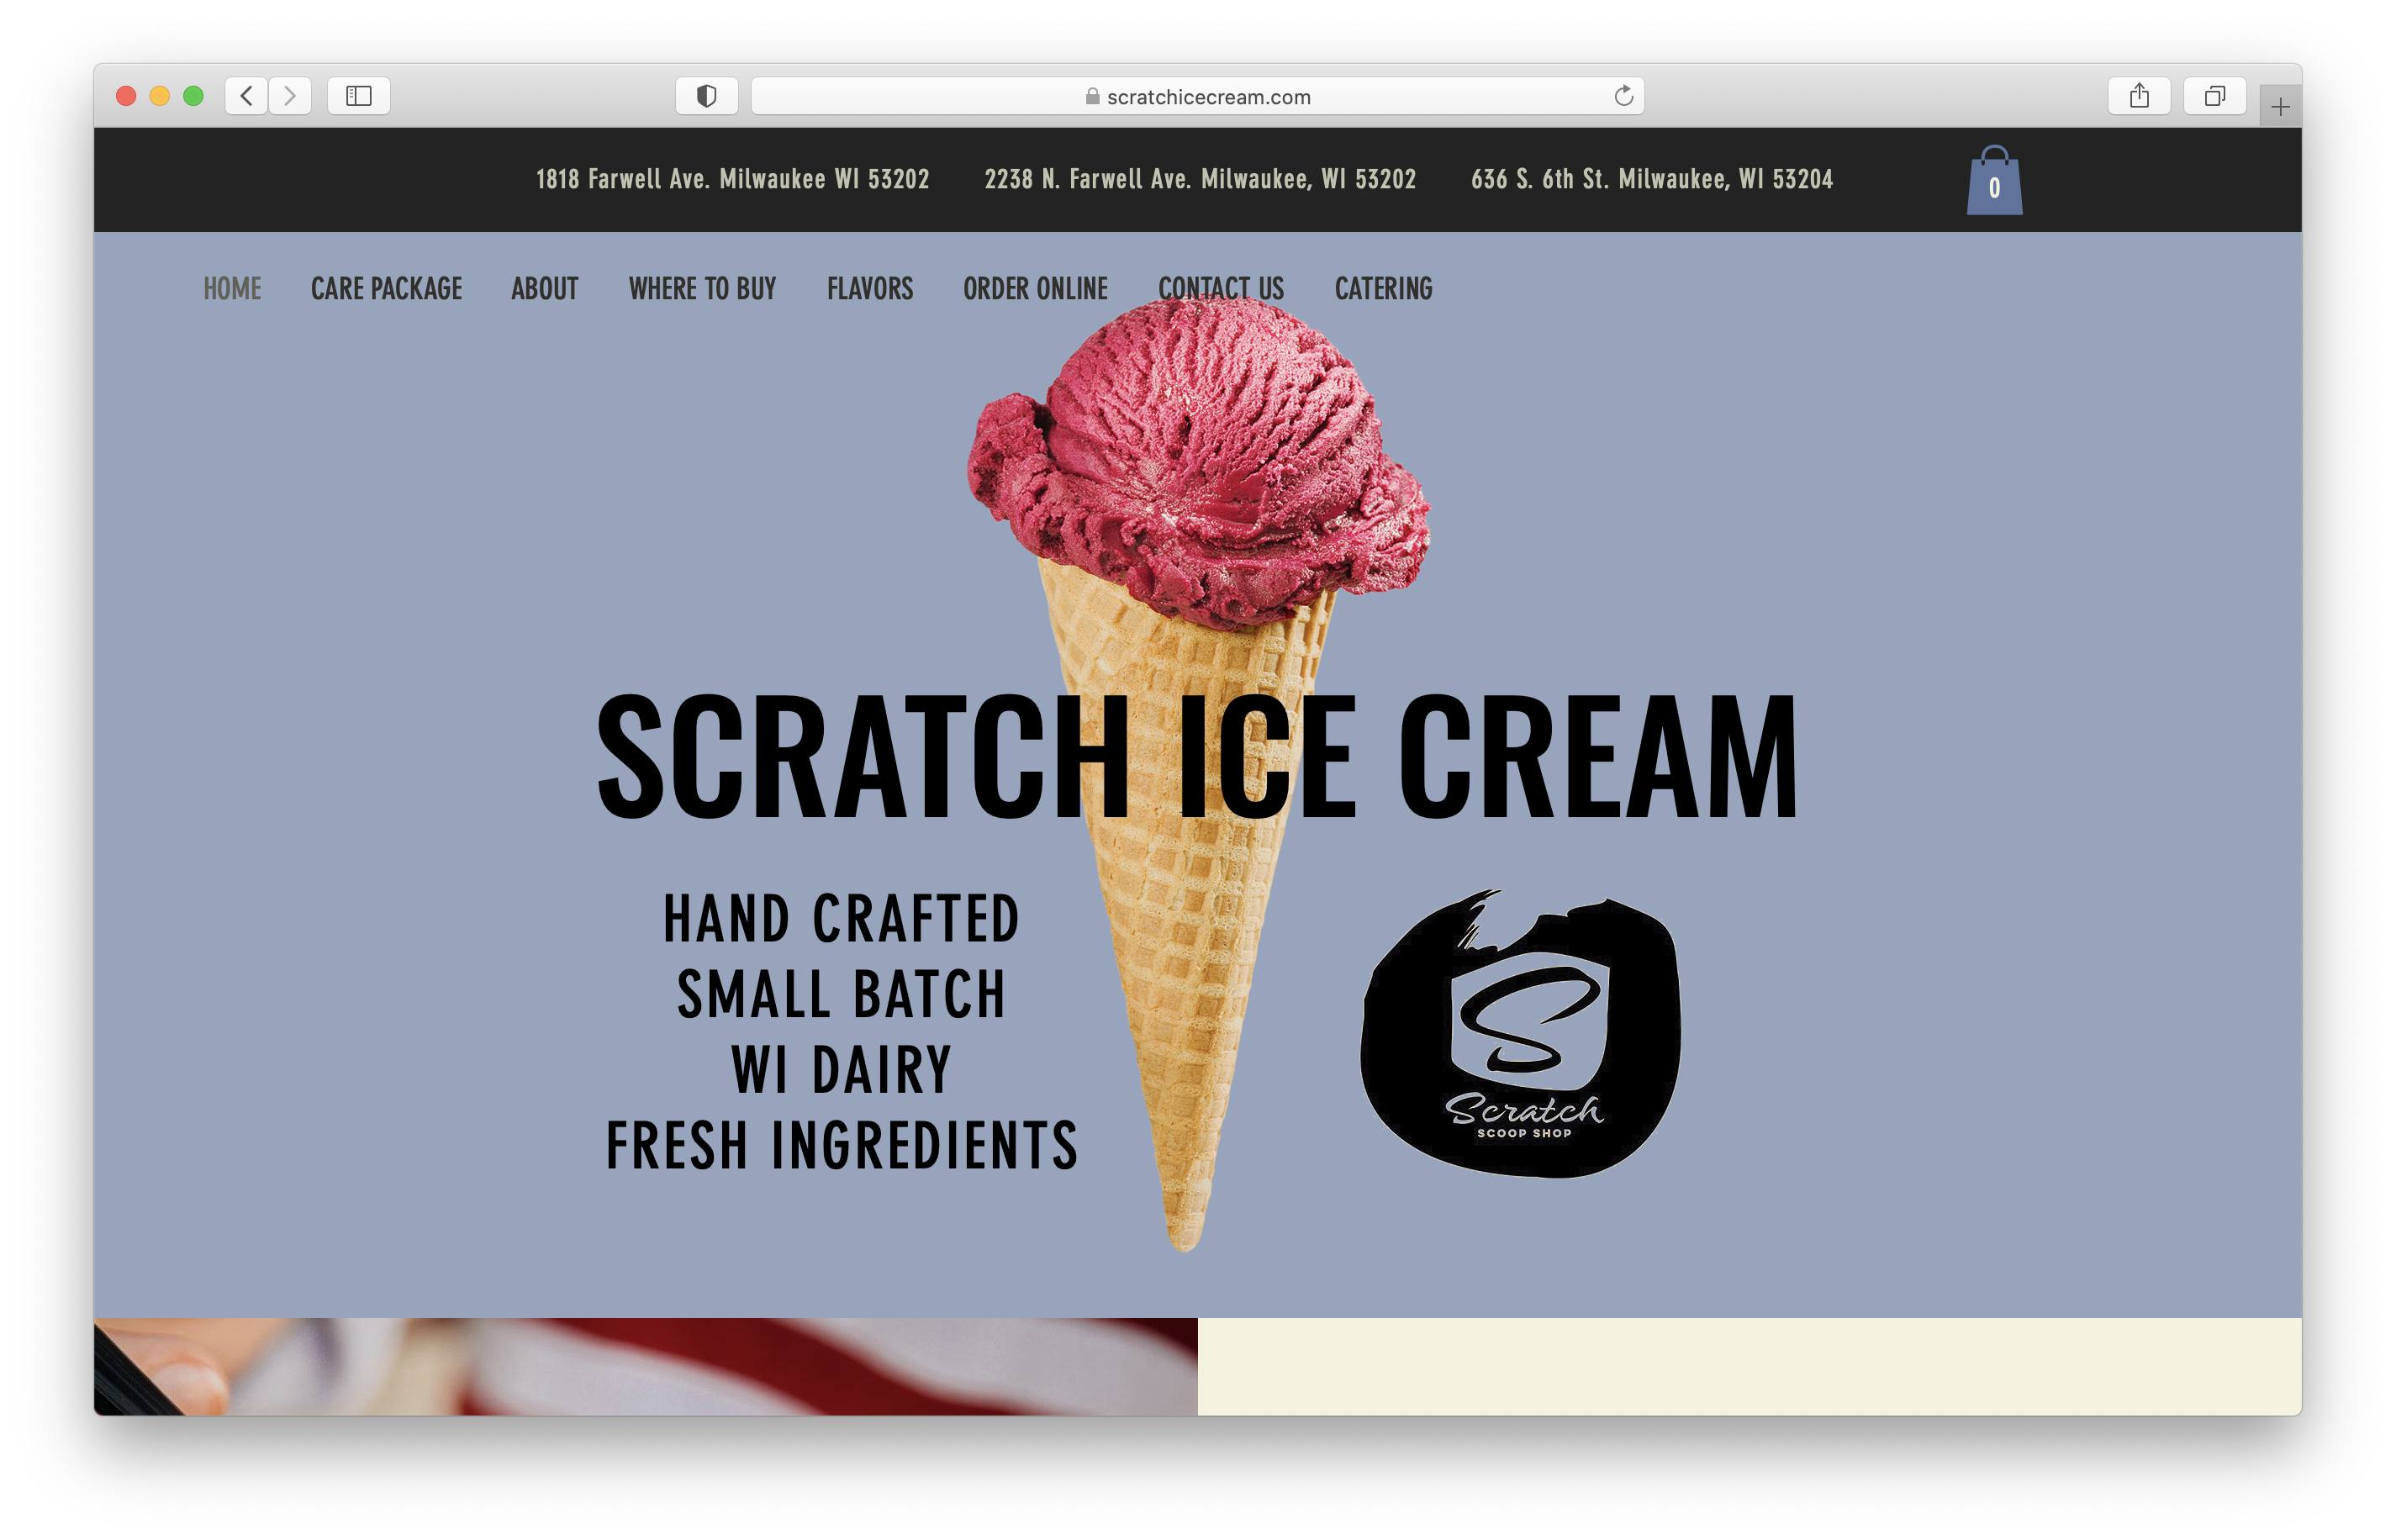 scratchicecream.com
1818 Farwell Ave. Milwaukee WI 53202 2238 N. Farwell Ave. Milwaukee, WI 53202 636 S. 6th St. Milwaukee, WI 53204 0
HOME CARE PACKAGE ABOUT WHERE TO BUY FLAVORS ORDER ONLINE CONTACT US CATERING
SCRATCH ICE CREAM
HAND CRAFTED
SMALL BATCH
WI DAIRY
FRESH INGREDIENTS
S
Scratch
SCOOP SHOP